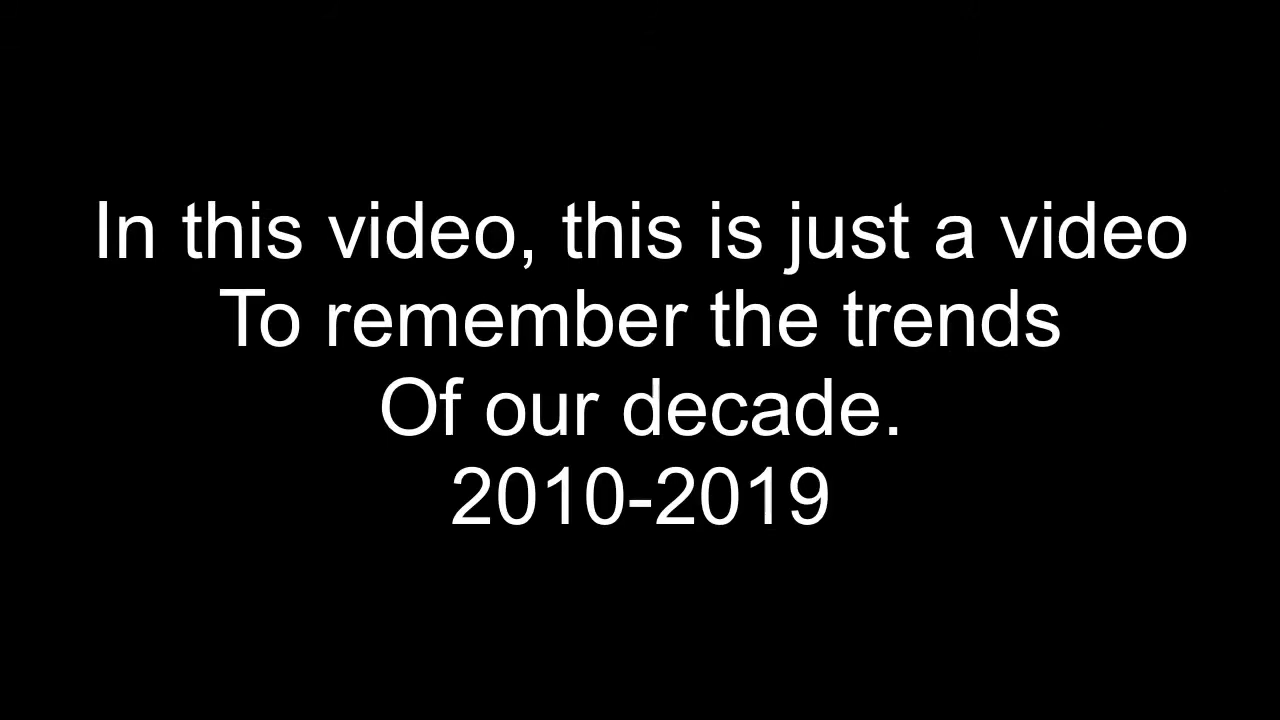 In this video, this is just a video
To remember the trends
Of our decade.
2010-2019